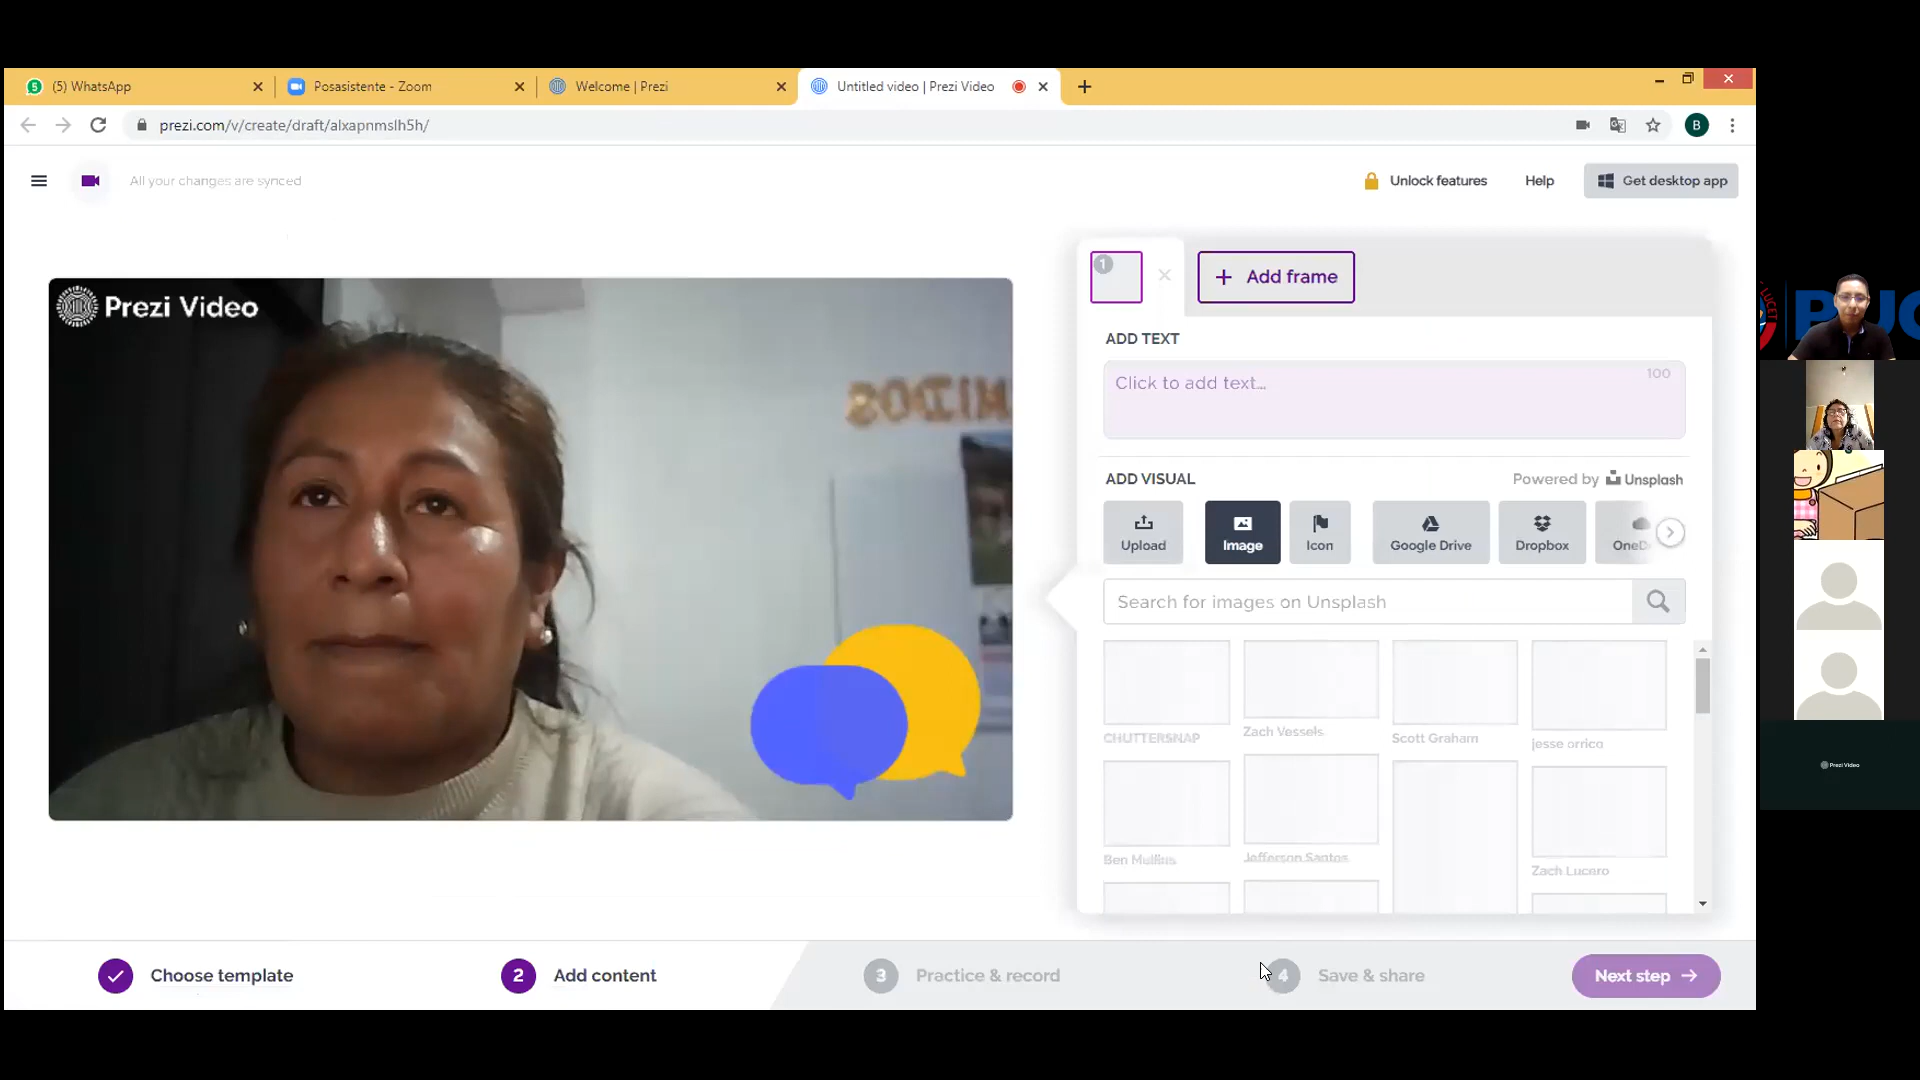 (5) WhatsApp
Posasistente - Zoom
Welcome | Prezi
Untitled video | Prezi Video
prezi.com/v/create/draft/alxapnmslh5h/
B
All your changes are synced
Unlock features
Help
Get desktop app
Prezi Video
1
Add frame
ADD TEXT
Click to add text...
100
ADD VISUAL
Powered by Unsplash
Upload
Image
Icon
Google Drive
Dropbox
Search for images on Unsplash
CHUTTERSNAP
Zach Vessels
Scott Graham
jesse orrico
Ben Mullins
Jefferson Santos
Zach Lucero
Choose template
2 Add content
3 Practice & record
4 Save & share
Next step
LUCET
Prezi Video